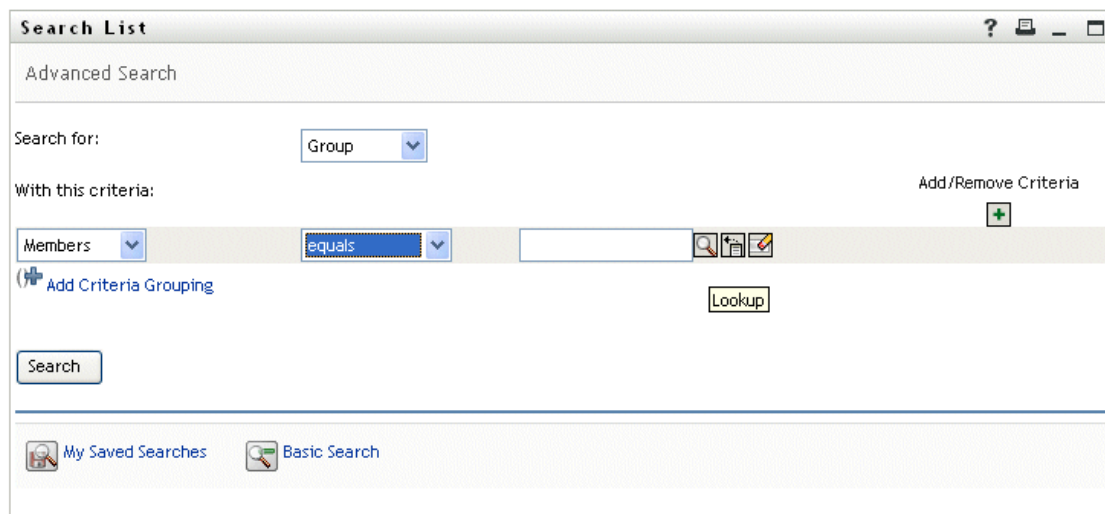 Search List
?
Advanced Search
Search for:
Group
With this criteria:
Add/Remove Criteria
Members
equals
Add Criteria Grouping
Lookup
Search
My Saved Searches
Basic Search